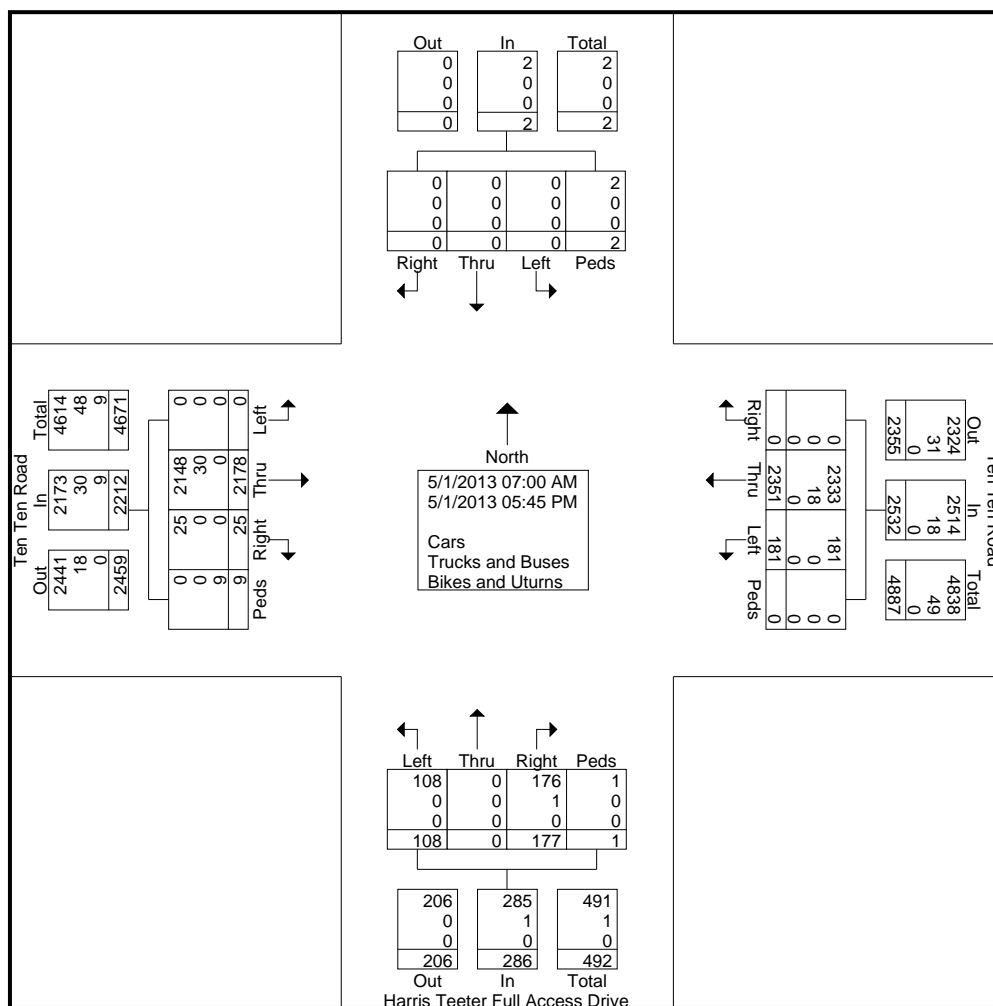 Out In Total
0 2 2
0 0 0
0 0 0
0 2 2
0 0 0 2
0 0 0 0
0 0 0 0
0 0 0 2
Right Thru Left Peds
Ten Ten Road
Total In Out
4614 2173 2441
48 30 18
9 9 0
4671 2212 2459
0 2148 25 0
0 30 0 0
0 0 0 9
0 2178 25 9
Left Thru Right Peds
North
5/1/2013 07:00 AM
5/1/2013 05:45 PM
Cars
Trucks and Buses
Bikes and Uturns
Right Thru Left Peds
0 2351 181 0
0 0 0 0
0 18 0 0
0 2333 181 0
2355 2532 4887
0 0 0
31 18 49
2324 2514 4838
Out In Total
Ten Ten Road
Left Thru Right Peds
108 0 176 1
0 0 1 0
0 0 0 0
108 0 177 1
206 285 491
0 1 1
0 0 0
206 286 492
Out In Total
Harris Teeter Full Access Drive